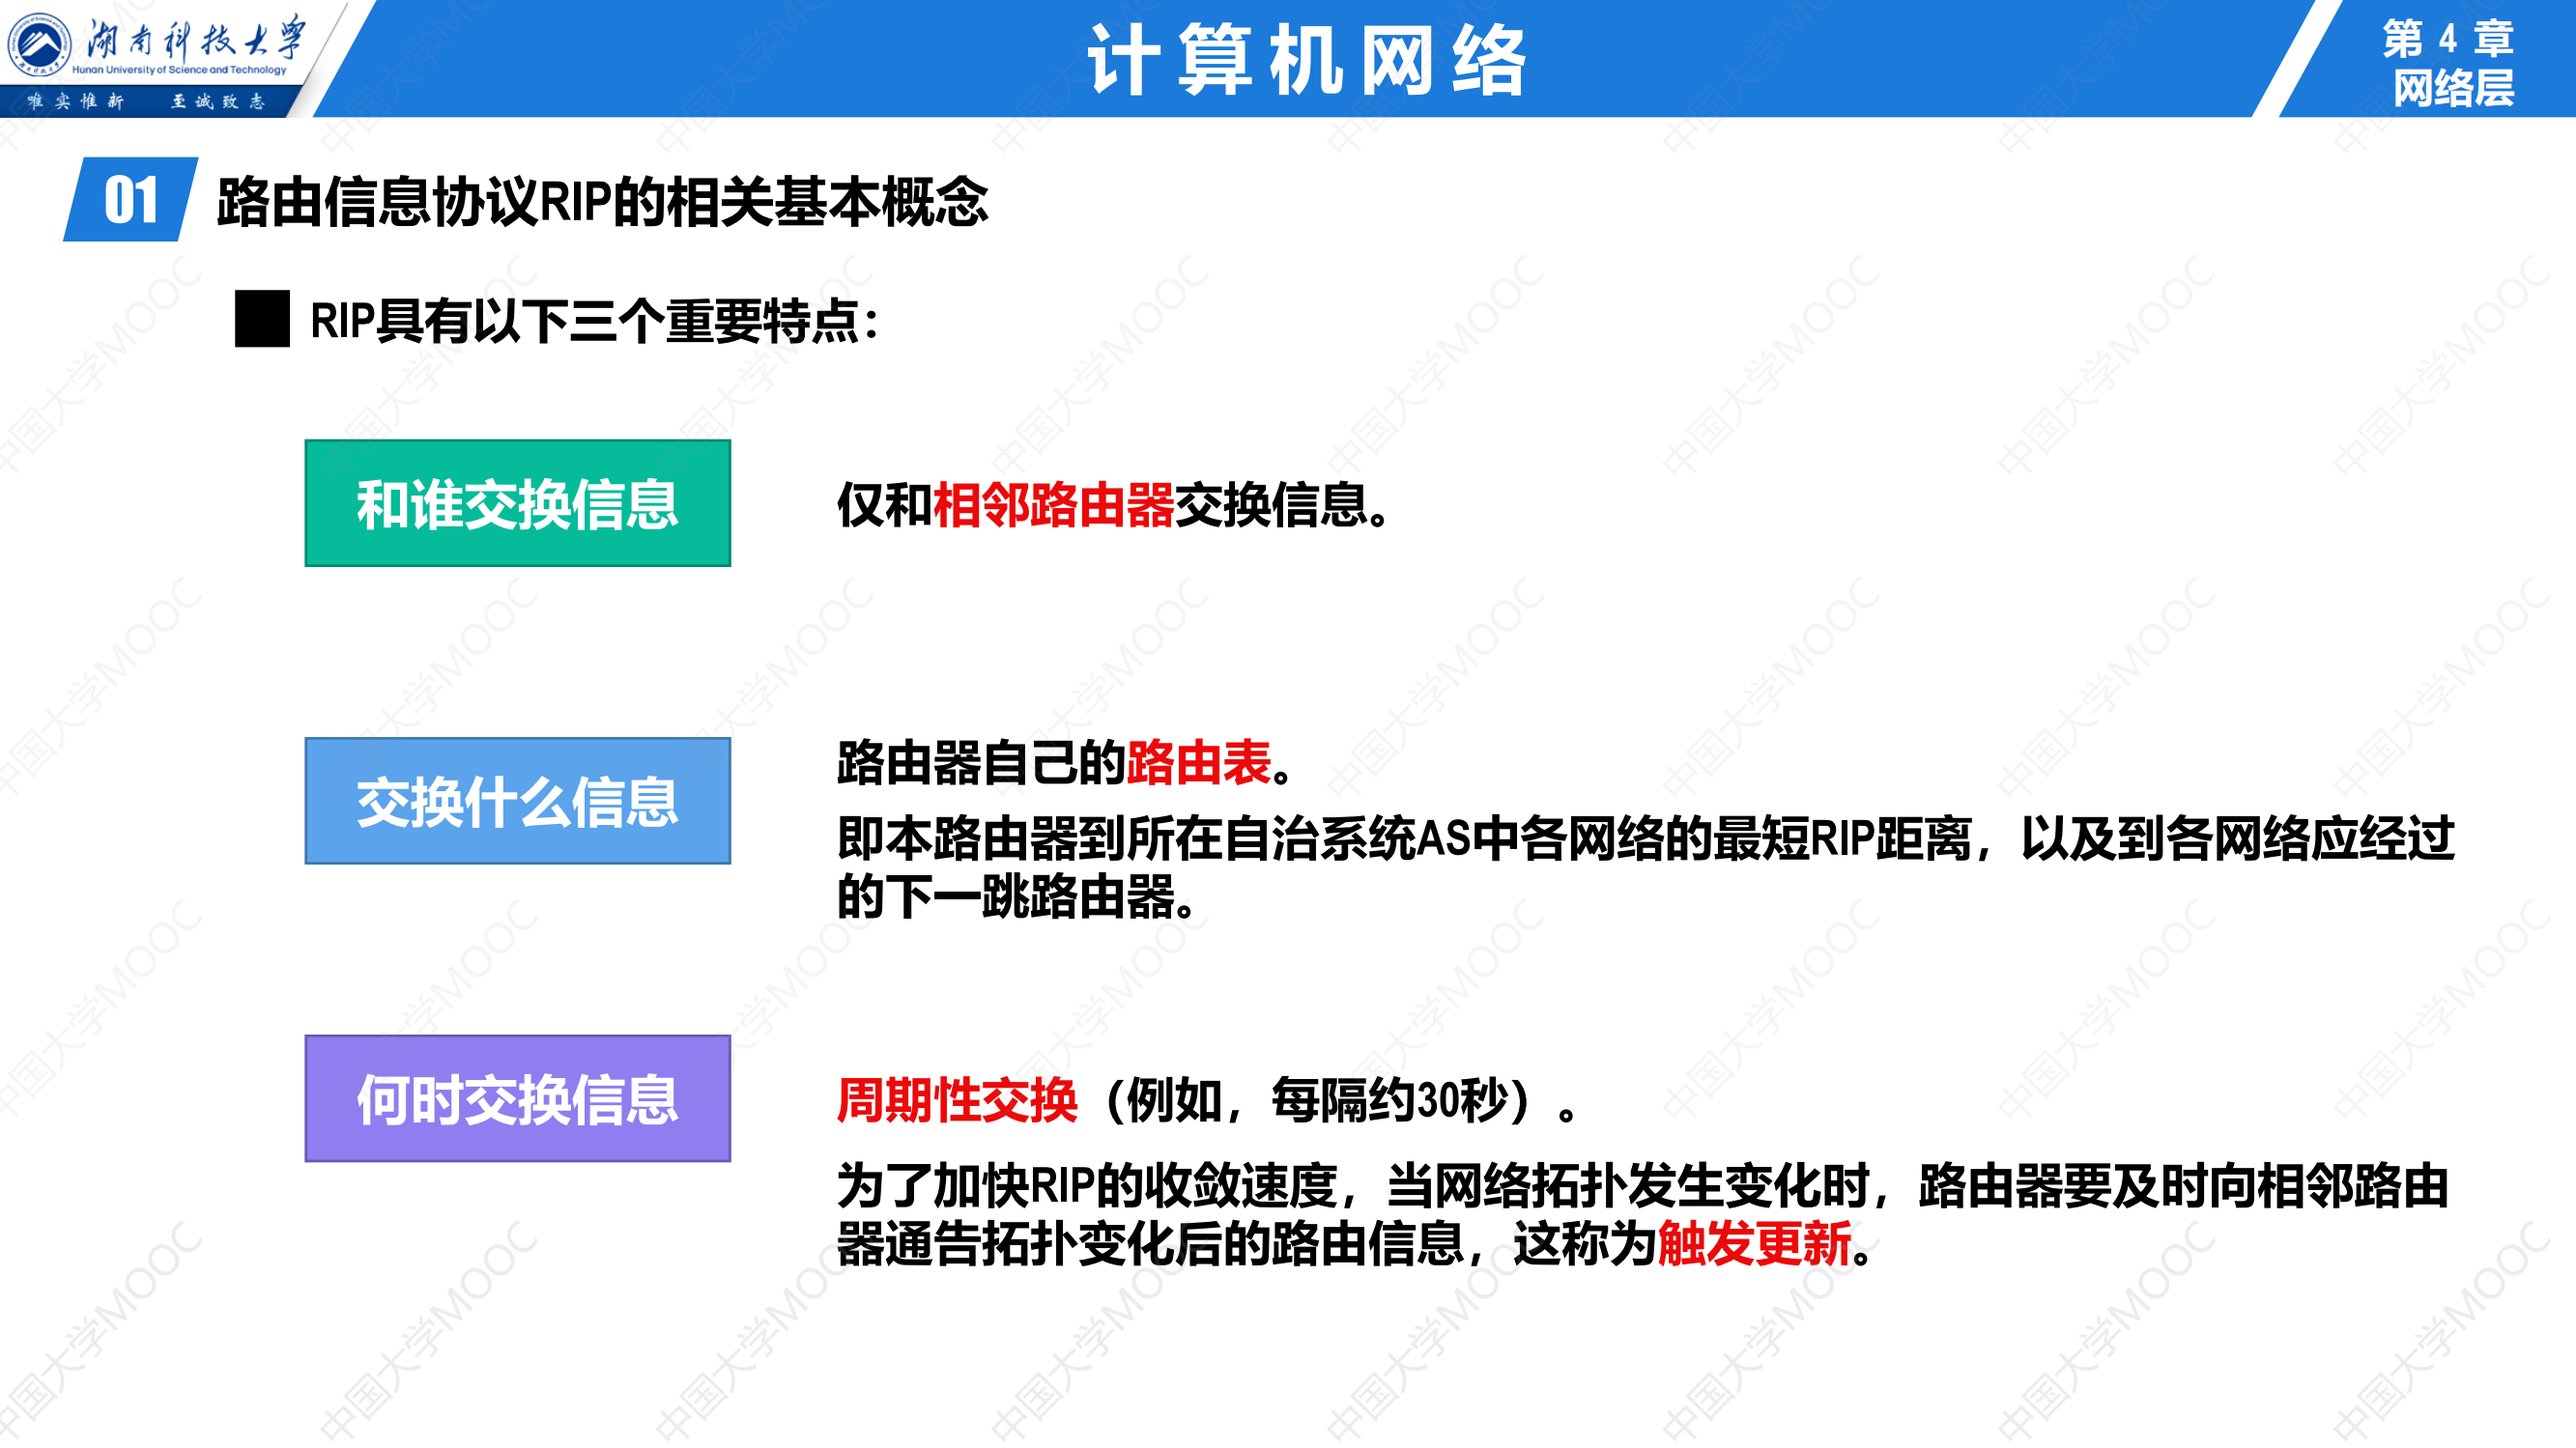 湖南科技大学
Hunan University of Science and Technology
唯实惟新 至诚致志
计算机网络
第 4 章
网络层
01 路由信息协议RIP的相关基本概念
RIP具有以下三个重要特点：
和谁交换信息
仅和相邻路由器交换信息。
交换什么信息
路由器自己的路由表。
即本路由器到所在自治系统AS中各网络的最短RIP距离，以及到各网络应经过
的下一跳路由器。
何时交换信息
周期性交换（例如，每隔约30秒）。
为了加快RIP的收敛速度，当网络拓扑发生变化时，路由器要及时向相邻路由
器通告拓扑变化后的路由信息，这称为触发更新。
中国大学MOOC